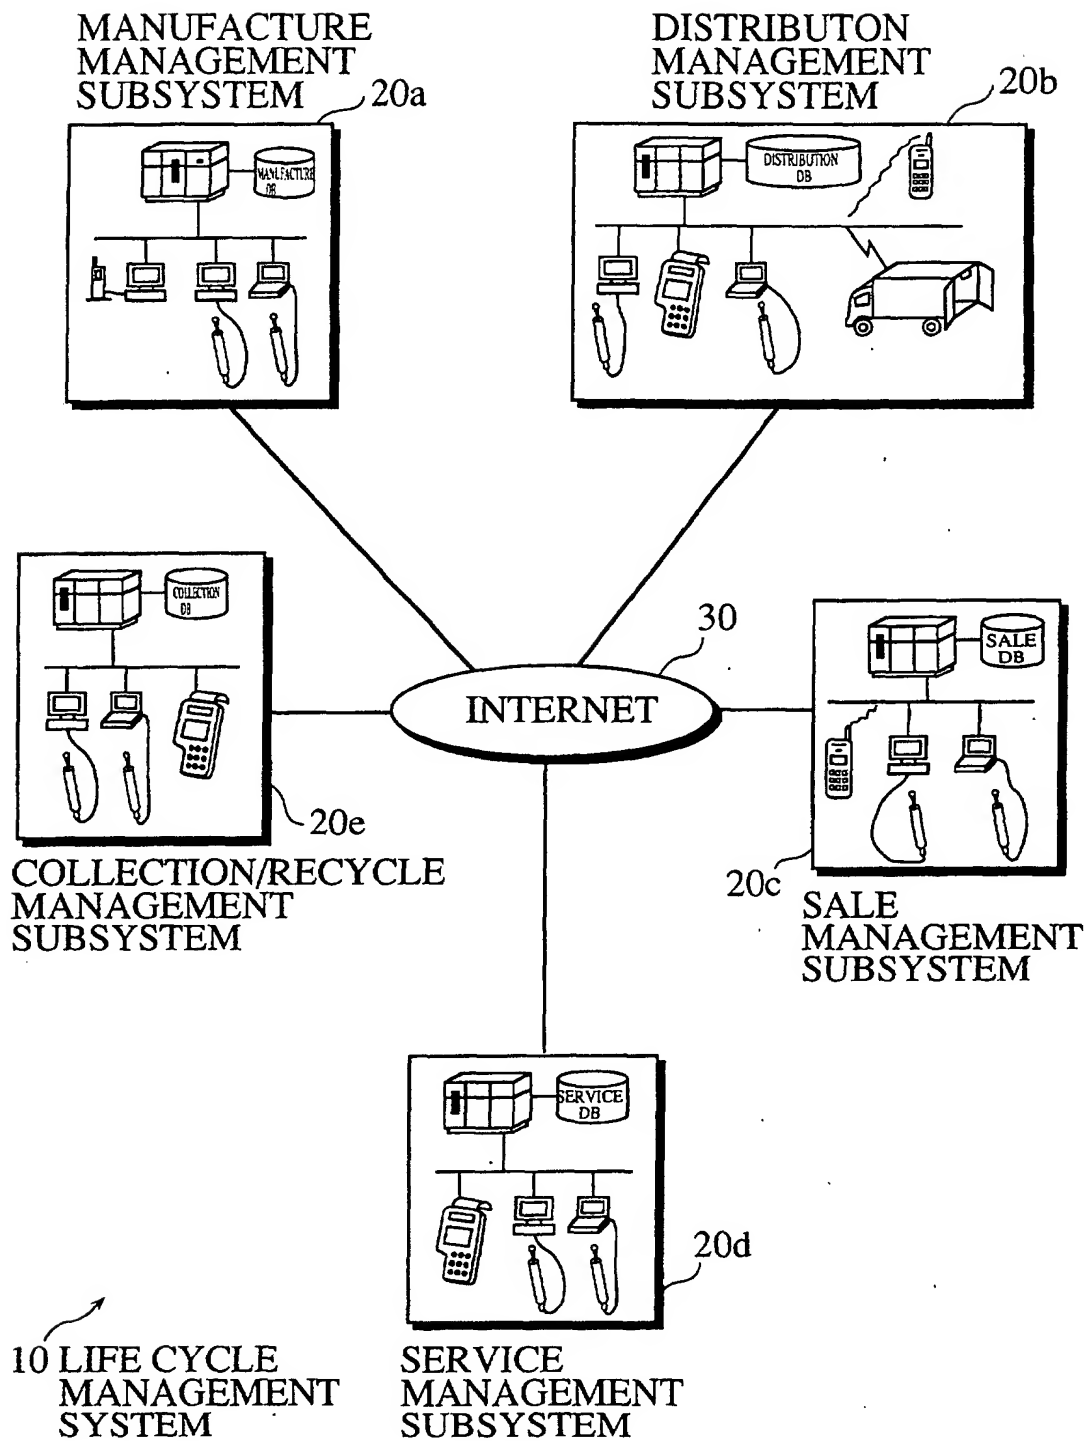 MANUFACTURE
MANAGEMENT
SUBSYSTEM
20a
MANUFACTURE
DB
DISTRIBUTON
MANAGEMENT
SUBSYSTEM
20b
DISTRIBUTION
DB
COLLECTION
DB
20e
COLLECTION/RECYCLE
MANAGEMENT
SUBSYSTEM
30
INTERNET
SALE
DB
20c
SALE
MANAGEMENT
SUBSYSTEM
SERVICE
DB
20d
SERVICE
MANAGEMENT
SUBSYSTEM
10 LIFE CYCLE
MANAGEMENT
SYSTEM